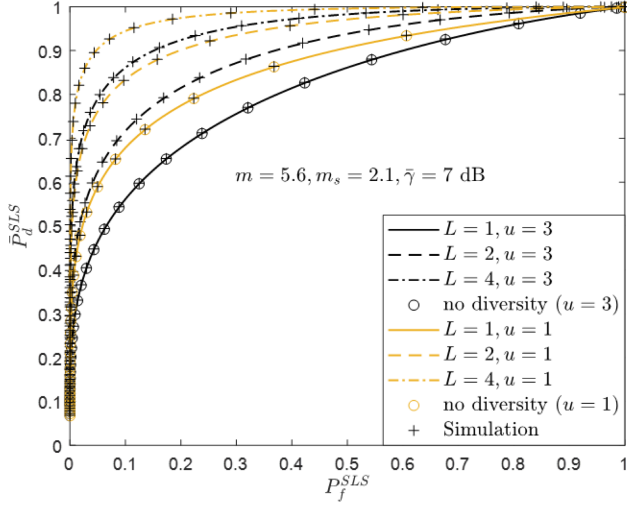 1
0.9
0.8
0.7
0.6
0.5
0.4
0.3
0.2
0.1
0
P̄_d^{SLS}
m = 5.6, m_s = 2.1, γ̄ = 7 dB
L = 1, u = 3
L = 2, u = 3
L = 4, u = 3
no diversity (u = 3)
L = 1, u = 1
L = 2, u = 1
L = 4, u = 1
no diversity (u = 1)
Simulation
0 0.1 0.2 0.3 0.4 0.5 0.6 0.7 0.8 0.9 1
P_f^{SLS}